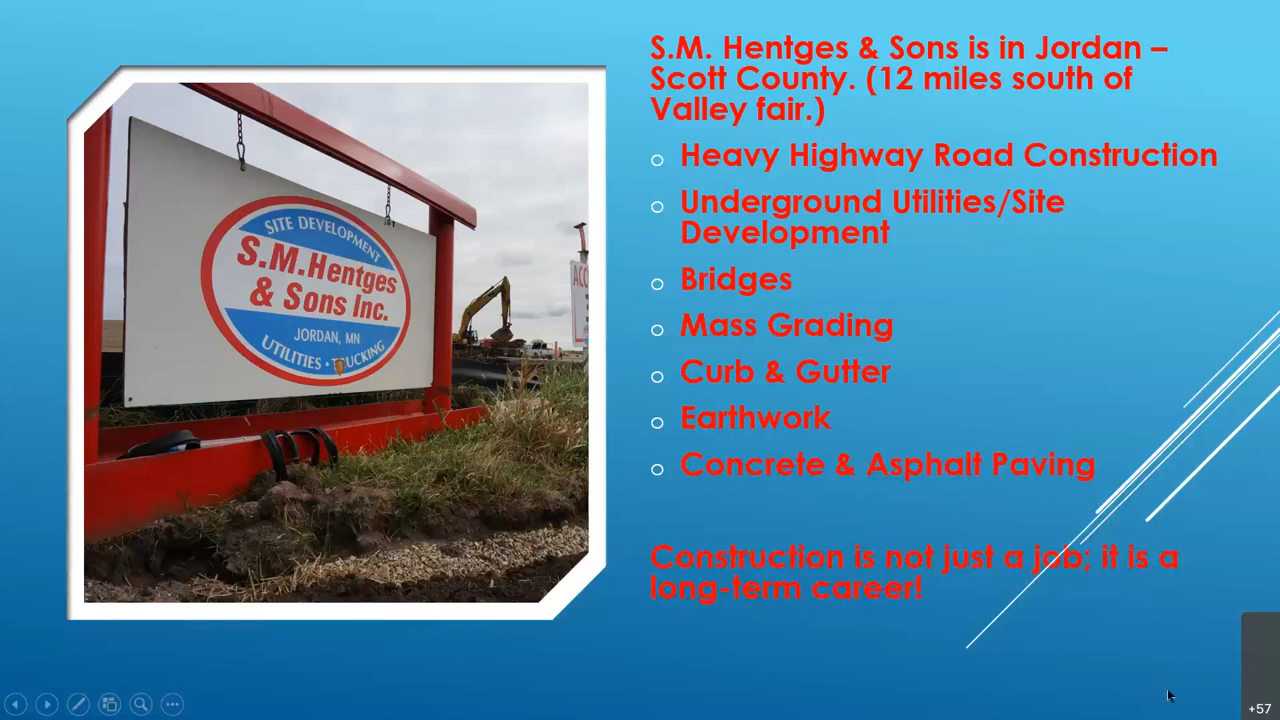 S.M. Hentges & Sons is in Jordan –
Scott County. (12 miles south of
Valley fair.)
Heavy Highway Road Construction
Underground Utilities/Site
Development
Bridges
Mass Grading
Curb & Gutter
Earthwork
Concrete & Asphalt Paving
Construction is not just a job; it is a
long-term career!
SITE DEVELOPMENT
S.M.Hentges
& Sons Inc.
JORDAN, MN
UTILITIES • TRUCKING
+57